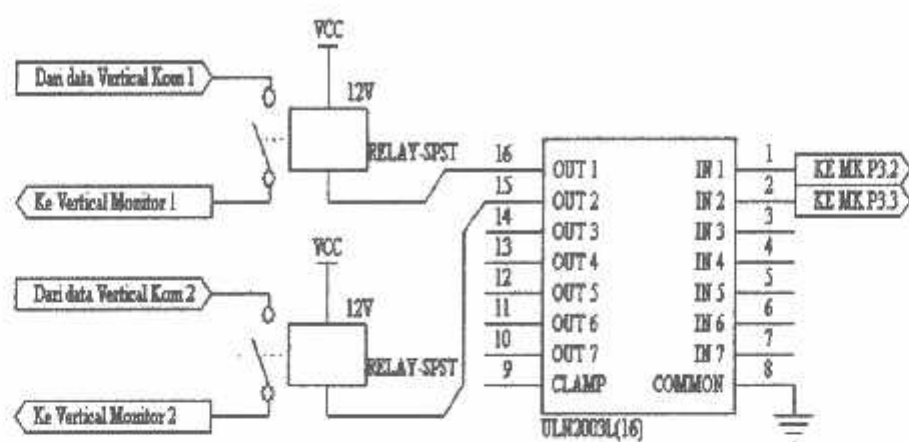 VCC
Dari data Vertical Kom 1
12V
RELAY-SPST
Ke Vertical Monitor 1
VCC
Dari data Vertical Kom 2
12V
RELAY-SPST
Ke Vertical Monitor 2
16 OUT 1 IN 1 1 KE MK P3.2
15 OUT 2 IN 2 2 KE MK P3.3
14 OUT 3 IN 3 3
13 OUT 4 IN 4 4
12 OUT 5 IN 5 5
11 OUT 6 IN 6 6
10 OUT 7 IN 7 7
9 CLAMP COMMON 8
ULN2003L(16)